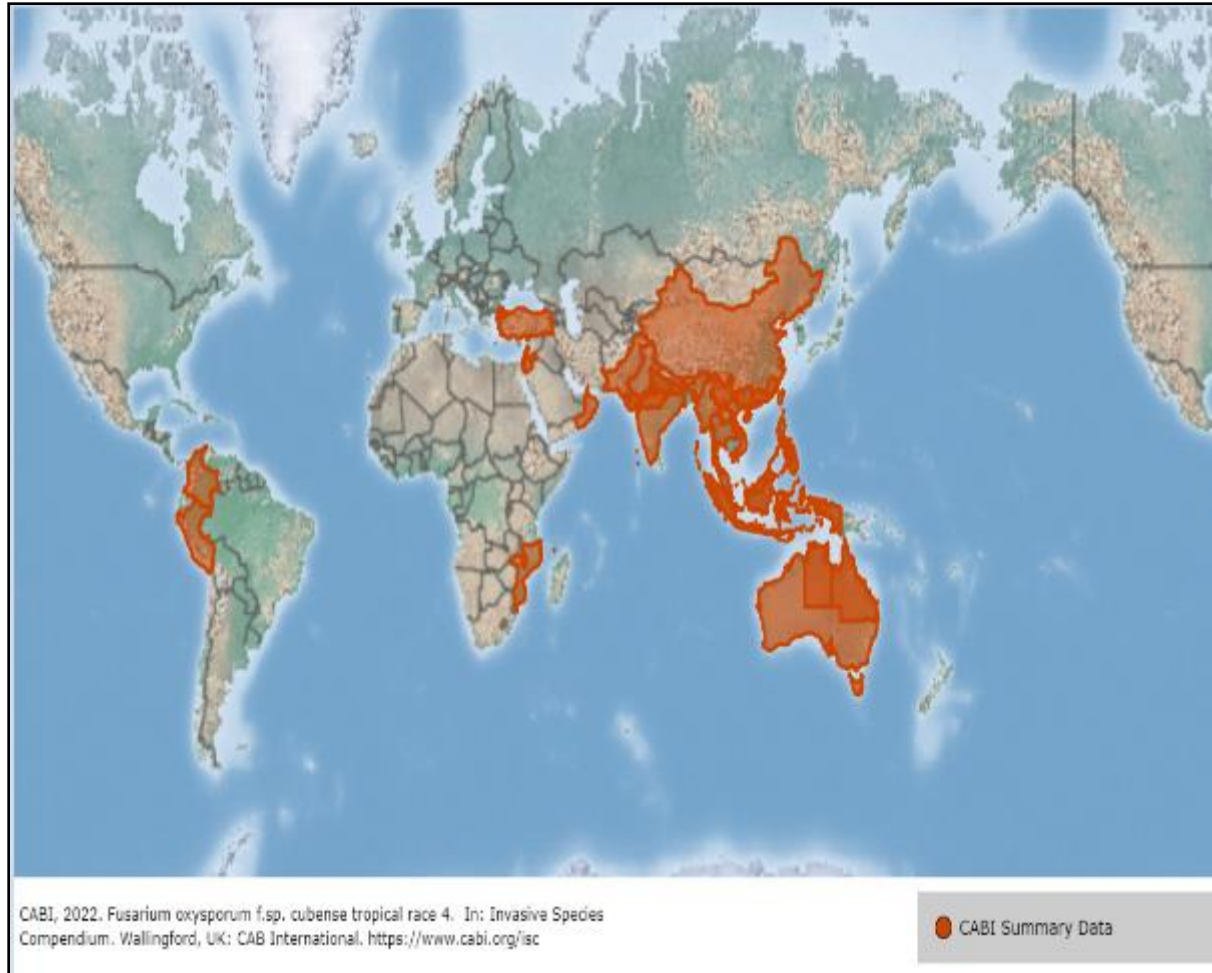 CABI, 2022. Fusarium oxysporum f.sp. cubense tropical race 4. In: Invasive Species
Compendium. Wallingford, UK: CAB International. https://www.cabi.org/isc
CABI Summary Data